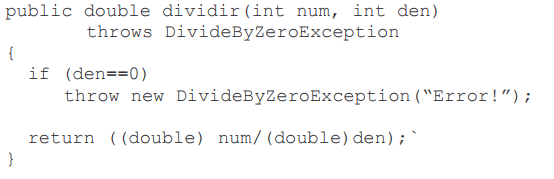 public double dividir(int num, int den)
throws DivideByZeroException
{
if (den==0)
throw new DivideByZeroException(“Error!”);
return ((double) num/(double)den);`
}